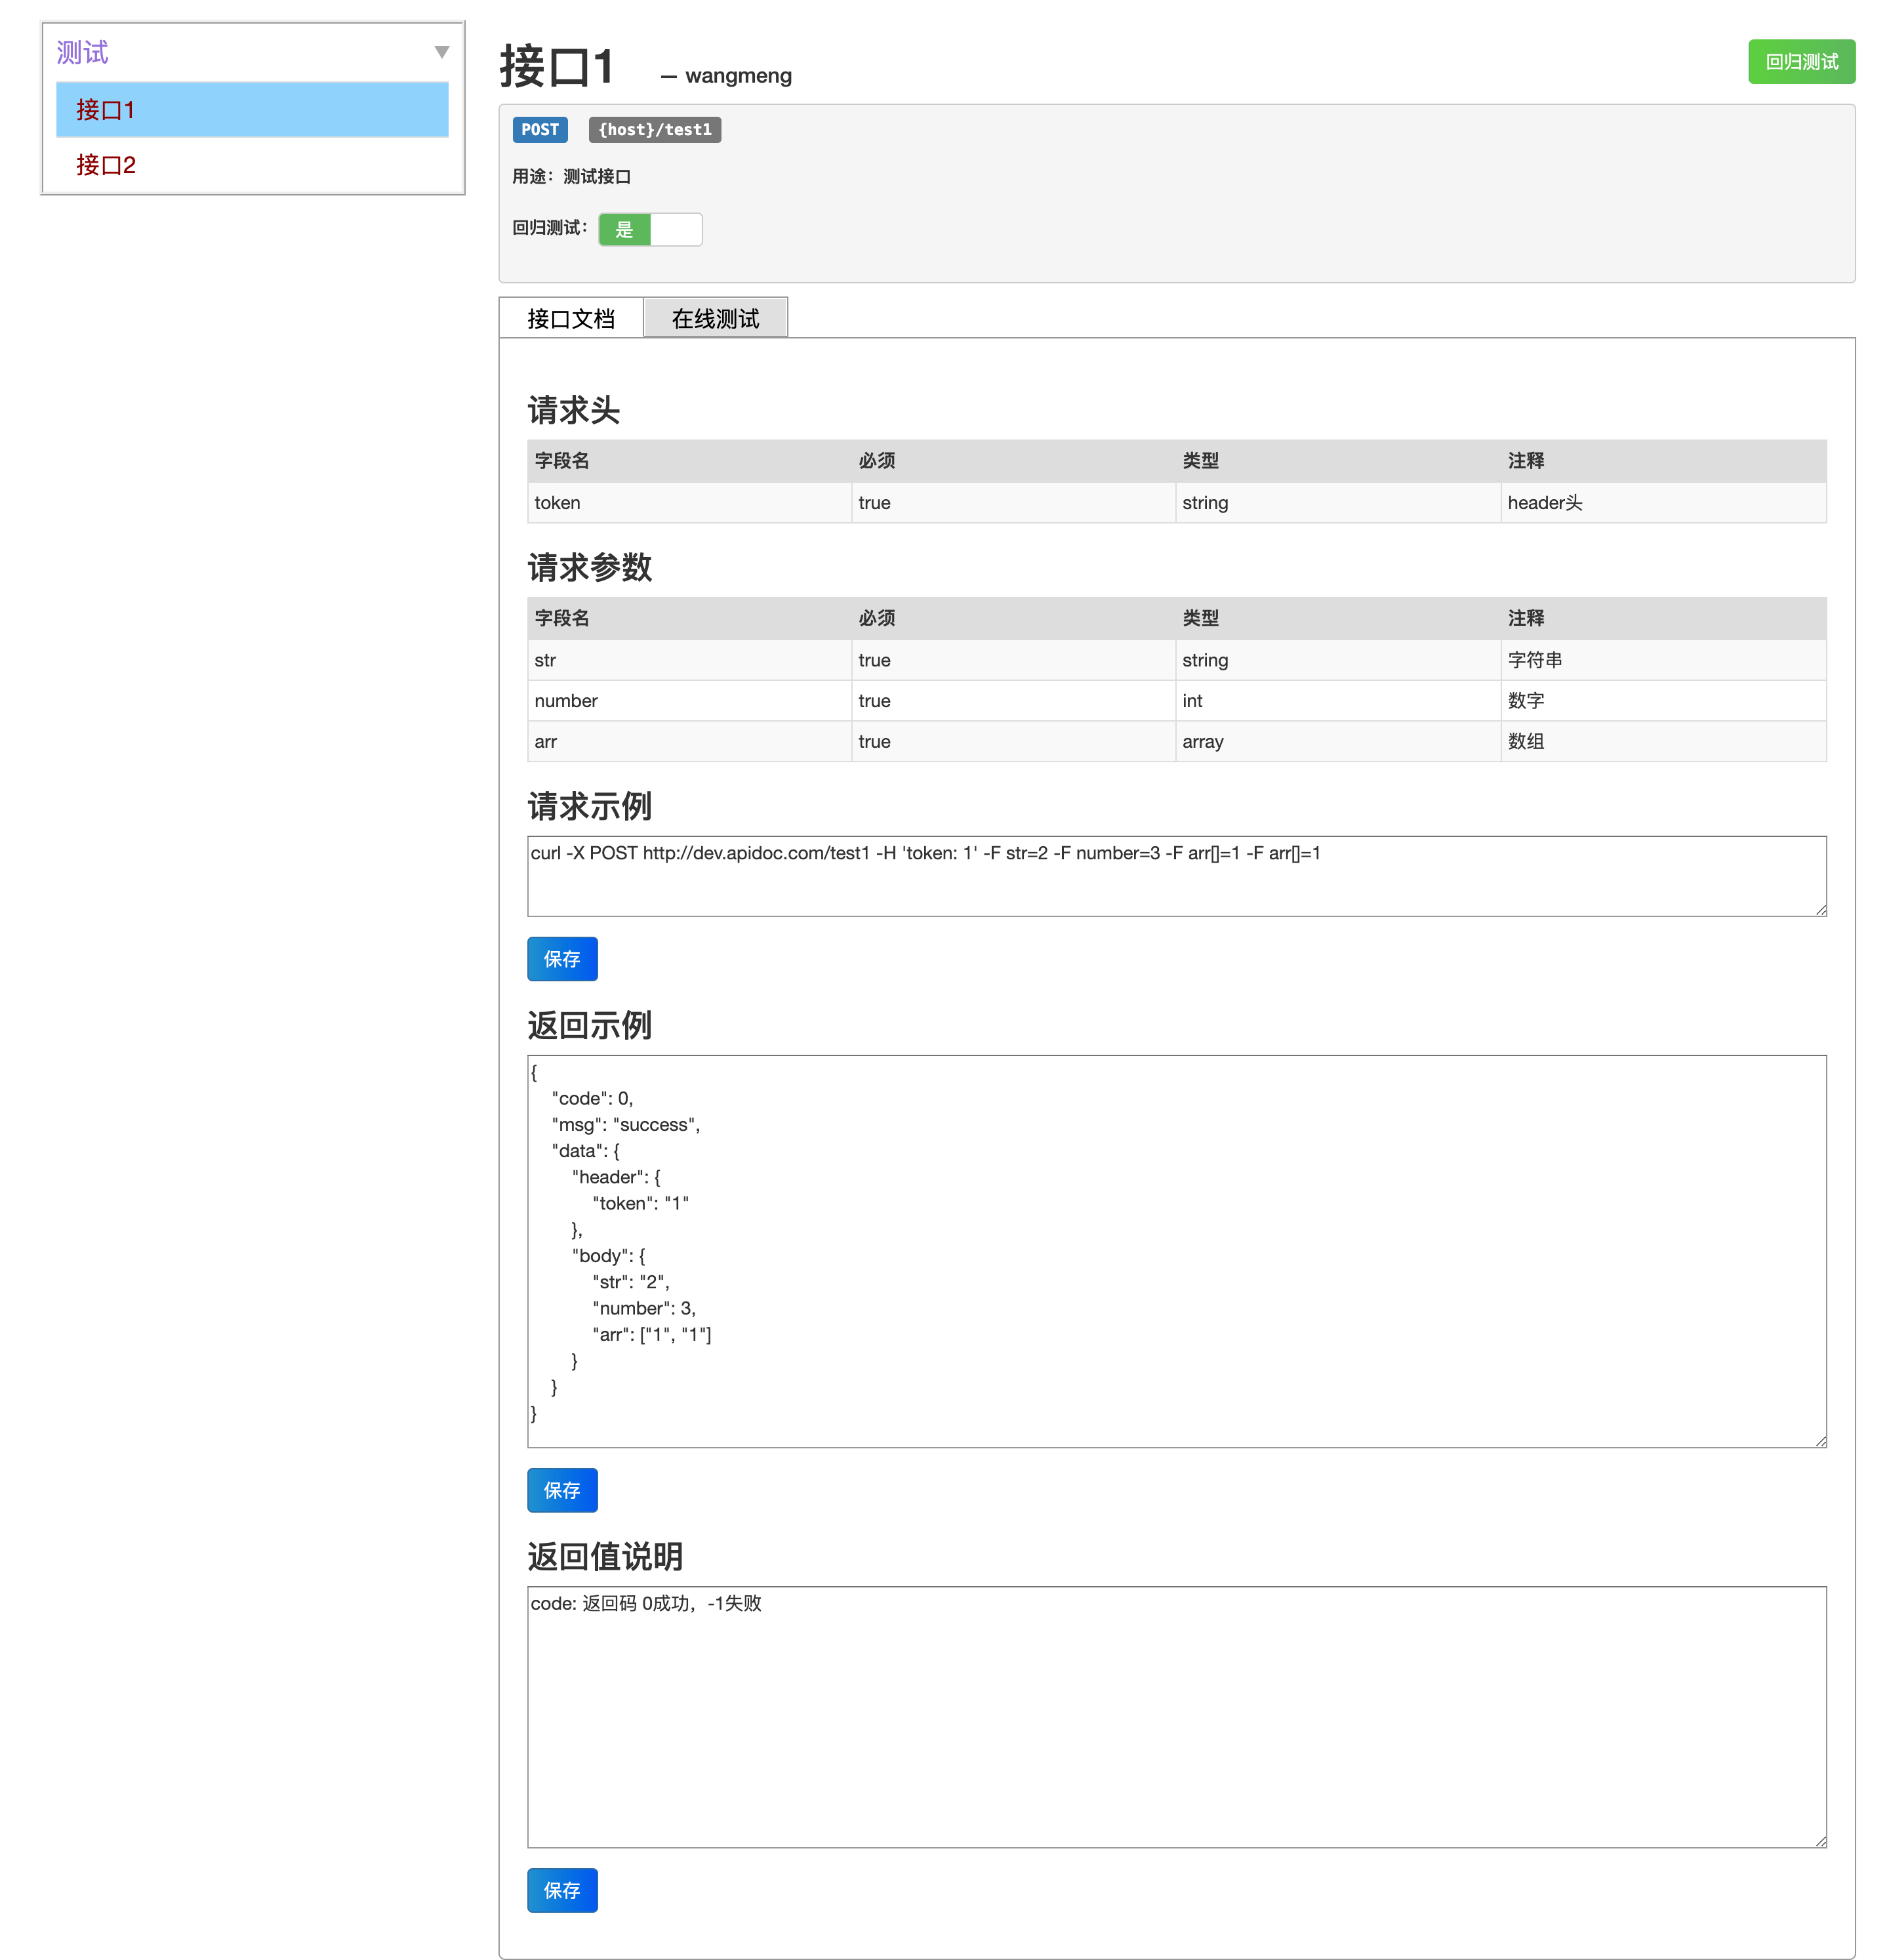 测试
接口1
接口2
接口1 — wangmeng
回归测试
POST {host}/test1
用途：测试接口
回归测试： 是
接口文档 在线测试
请求头
字段名 必须 类型 注释
token true string header头
请求参数
字段名 必须 类型 注释
str true string 字符串
number true int 数字
arr true array 数组
请求示例
curl -X POST http://dev.apidoc.com/test1 -H 'token: 1' -F str=2 -F number=3 -F arr[]=1 -F arr[]=1
保存
返回示例
{
"code": 0,
"msg": "success",
"data": {
"header": {
"token": "1"
},
"body": {
"str": "2",
"number": 3,
"arr": ["1", "1"]
}
}
}
保存
返回值说明
code: 返回码 0成功，-1失败
保存